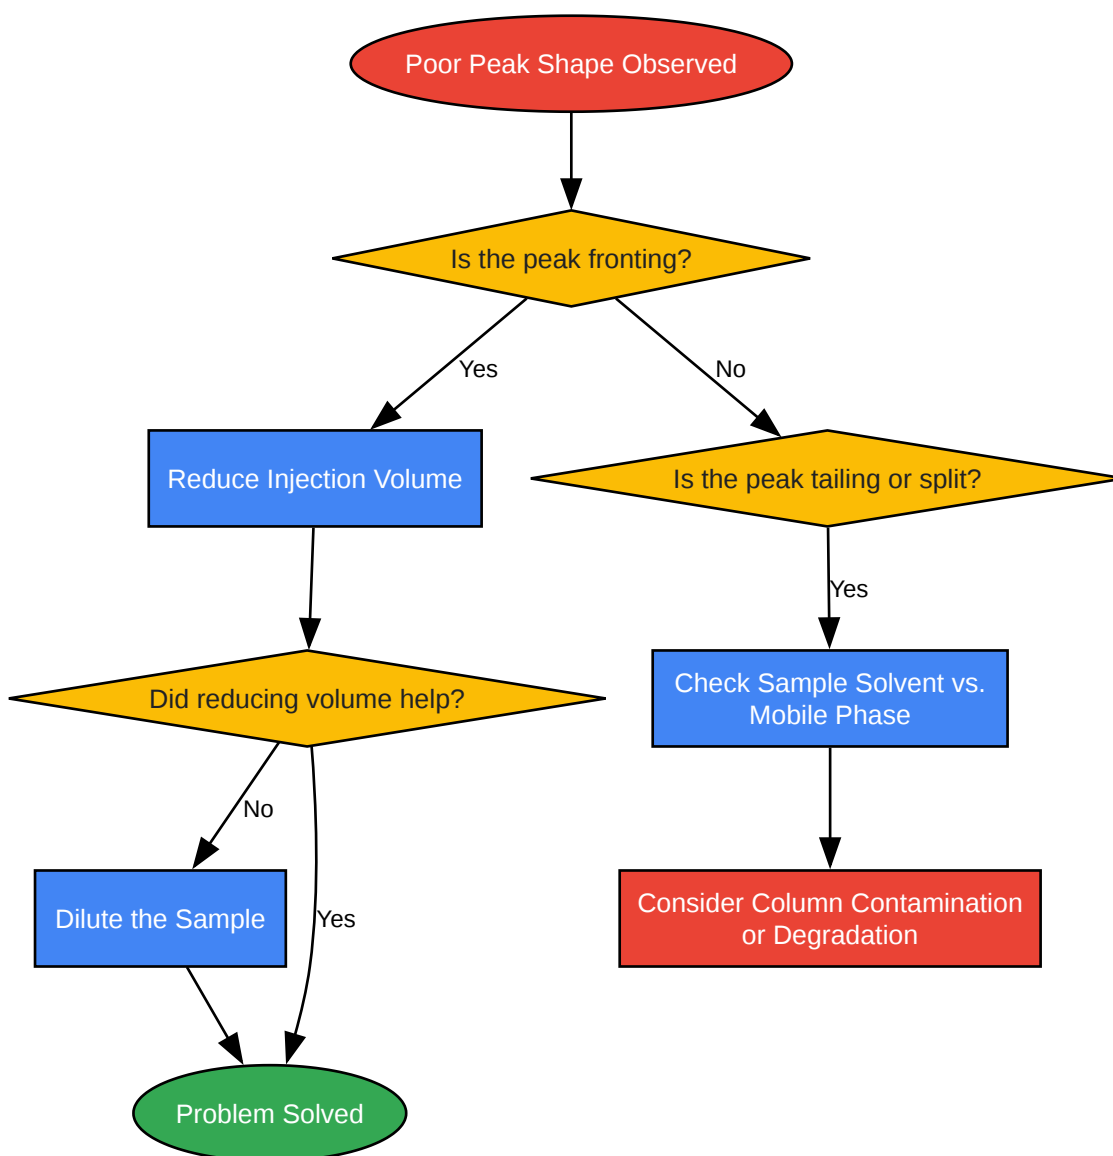 Poor Peak Shape Observed
Is the peak fronting?
Yes
No
Reduce Injection Volume
Is the peak tailing or split?
Yes
Did reducing volume help?
Check Sample Solvent vs.
Mobile Phase
No
Yes
Dilute the Sample
Consider Column Contamination
or Degradation
Problem Solved